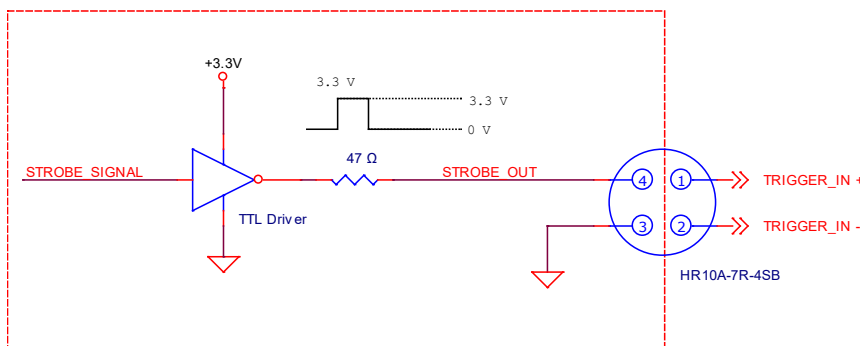 +3.3V
3.3 V
3.3 V
0 V
47 Ω
STROBE_SIGNAL
STROBE_OUT
4
1
TRIGGER_IN +
TTL Driver
3
2
TRIGGER_IN -
HR10A-7R-4SB